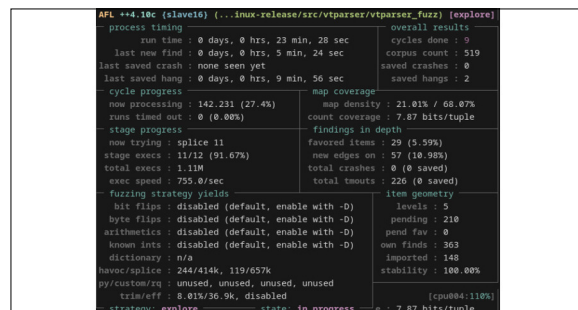 AFL ++4.10c {slave16} (...inux-release/src/vtparser/vtparser_fuzz) [explore]
process timing overall results
run time : 0 days, 0 hrs, 23 min, 28 sec cycles done : 9
last new find : 0 days, 0 hrs, 5 min, 24 sec corpus count : 519
last saved crash : none seen yet saved crashes : 0
last saved hang : 0 days, 0 hrs, 9 min, 56 sec saved hangs : 2
cycle progress map coverage
now processing : 142.231 (27.4%) map density : 21.01% / 68.07%
runs timed out : 0 (0.00%) count coverage : 7.87 bits/tuple
stage progress findings in depth
now trying : splice 11 favored items : 29 (5.59%)
stage execs : 11/12 (91.67%) new edges on : 57 (10.98%)
total execs : 1.11M total crashes : 0 (0 saved)
exec speed : 755.0/sec total tmouts : 226 (0 saved)
fuzzing strategy yields item geometry
bit flips : disabled (default, enable with -D) levels : 5
byte flips : disabled (default, enable with -D) pending : 210
arithmetics : disabled (default, enable with -D) pend fav : 0
known ints : disabled (default, enable with -D) own finds : 363
dictionary : n/a imported : 148
havoc/splice : 244/414k, 119/657k stability : 100.00%
py/custom/rq : unused, unused, unused, unused
trim/eff : 8.01%/36.9k, disabled [cpu004:110%]
strategy: explore state: in progress e : 7.87 bits/tuple